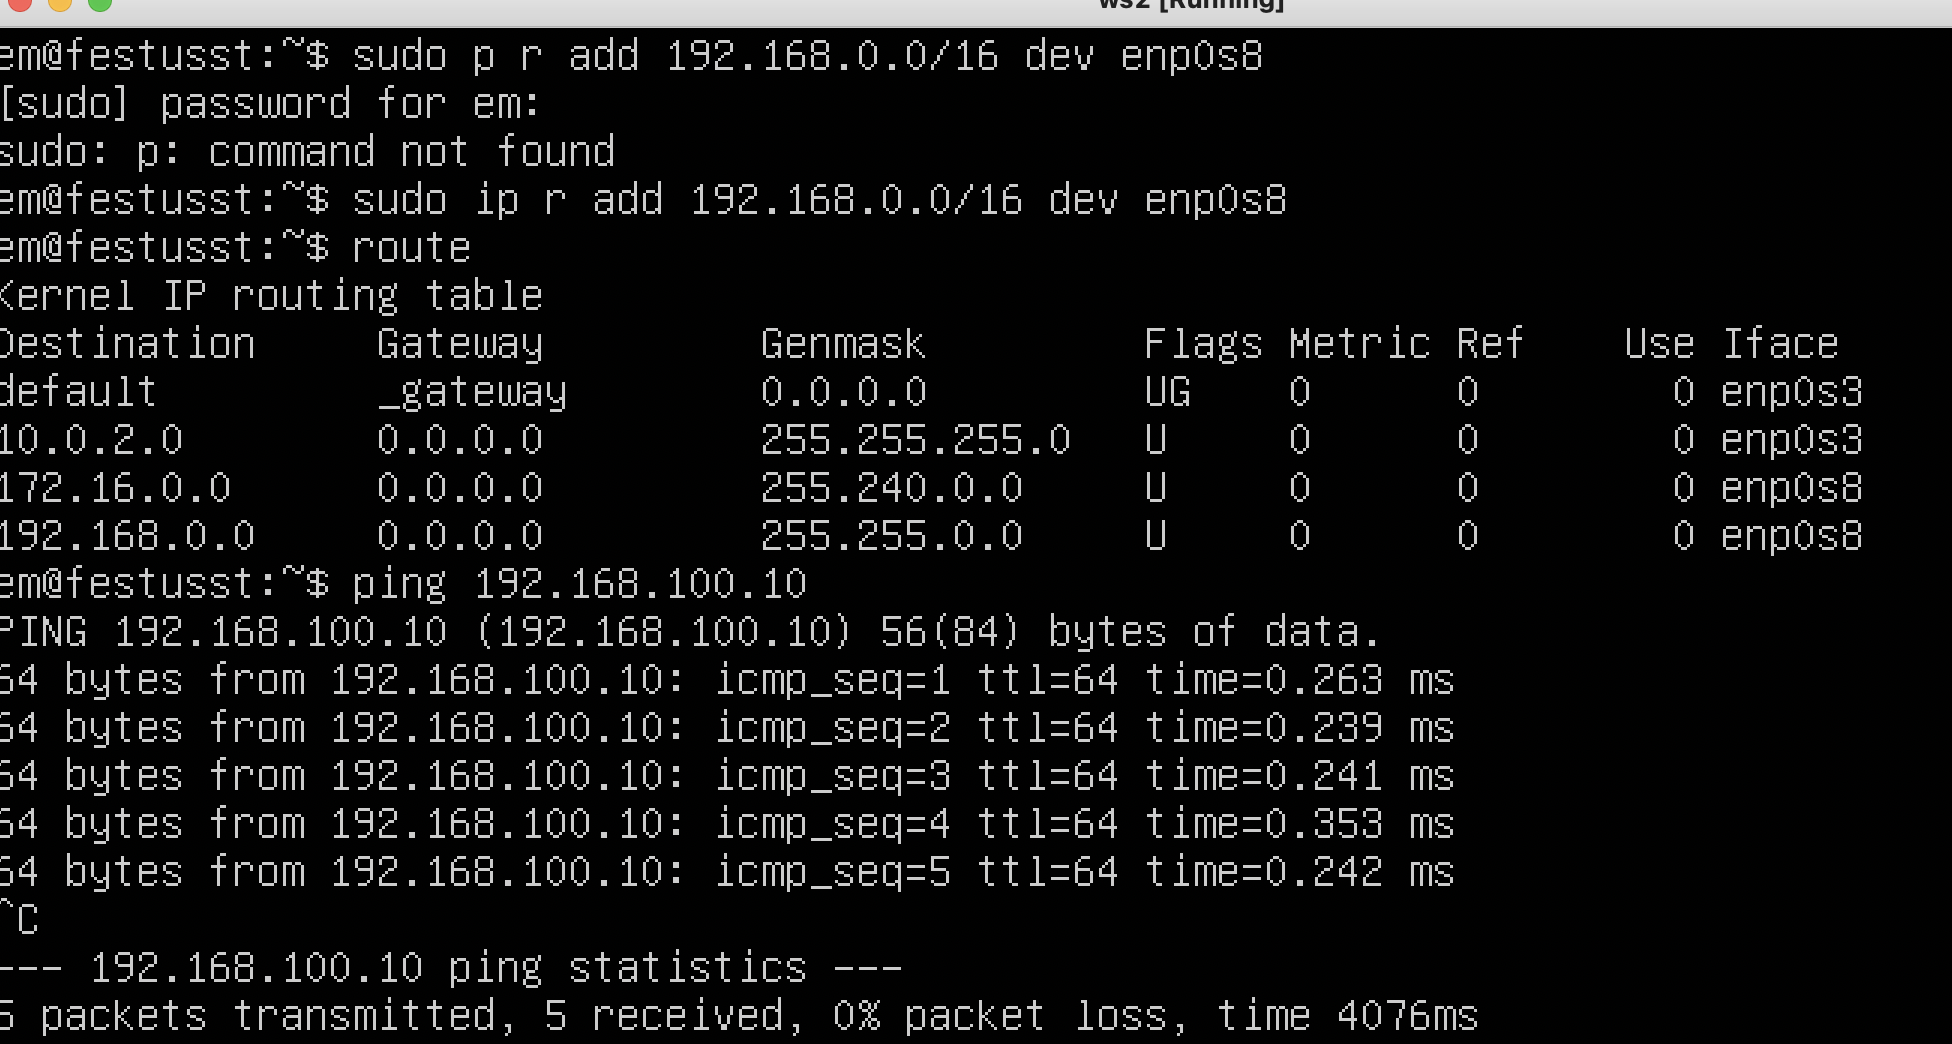 ws2 [Running]
em@festusst:~$ sudo p r add 192.168.0.0/16 dev enp0s8
[sudo] password for em:
sudo: p: command not found
em@festusst:~$ sudo ip r add 192.168.0.0/16 dev enp0s8
em@festusst:~$ route
Kernel IP routing table
Destination Gateway Genmask Flags Metric Ref Use Iface
default _gateway 0.0.0.0 UG 0 0 0 enp0s3
10.0.2.0 0.0.0.0 255.255.255.0 U 0 0 0 enp0s3
172.16.0.0 0.0.0.0 255.240.0.0 U 0 0 0 enp0s8
192.168.0.0 0.0.0.0 255.255.0.0 U 0 0 0 enp0s8
em@festusst:~$ ping 192.168.100.10
PING 192.168.100.10 (192.168.100.10) 56(84) bytes of data.
64 bytes from 192.168.100.10: icmp_seq=1 ttl=64 time=0.263 ms
64 bytes from 192.168.100.10: icmp_seq=2 ttl=64 time=0.239 ms
64 bytes from 192.168.100.10: icmp_seq=3 ttl=64 time=0.241 ms
64 bytes from 192.168.100.10: icmp_seq=4 ttl=64 time=0.353 ms
64 bytes from 192.168.100.10: icmp_seq=5 ttl=64 time=0.242 ms
^C
--- 192.168.100.10 ping statistics ---
5 packets transmitted, 5 received, 0% packet loss, time 4076ms